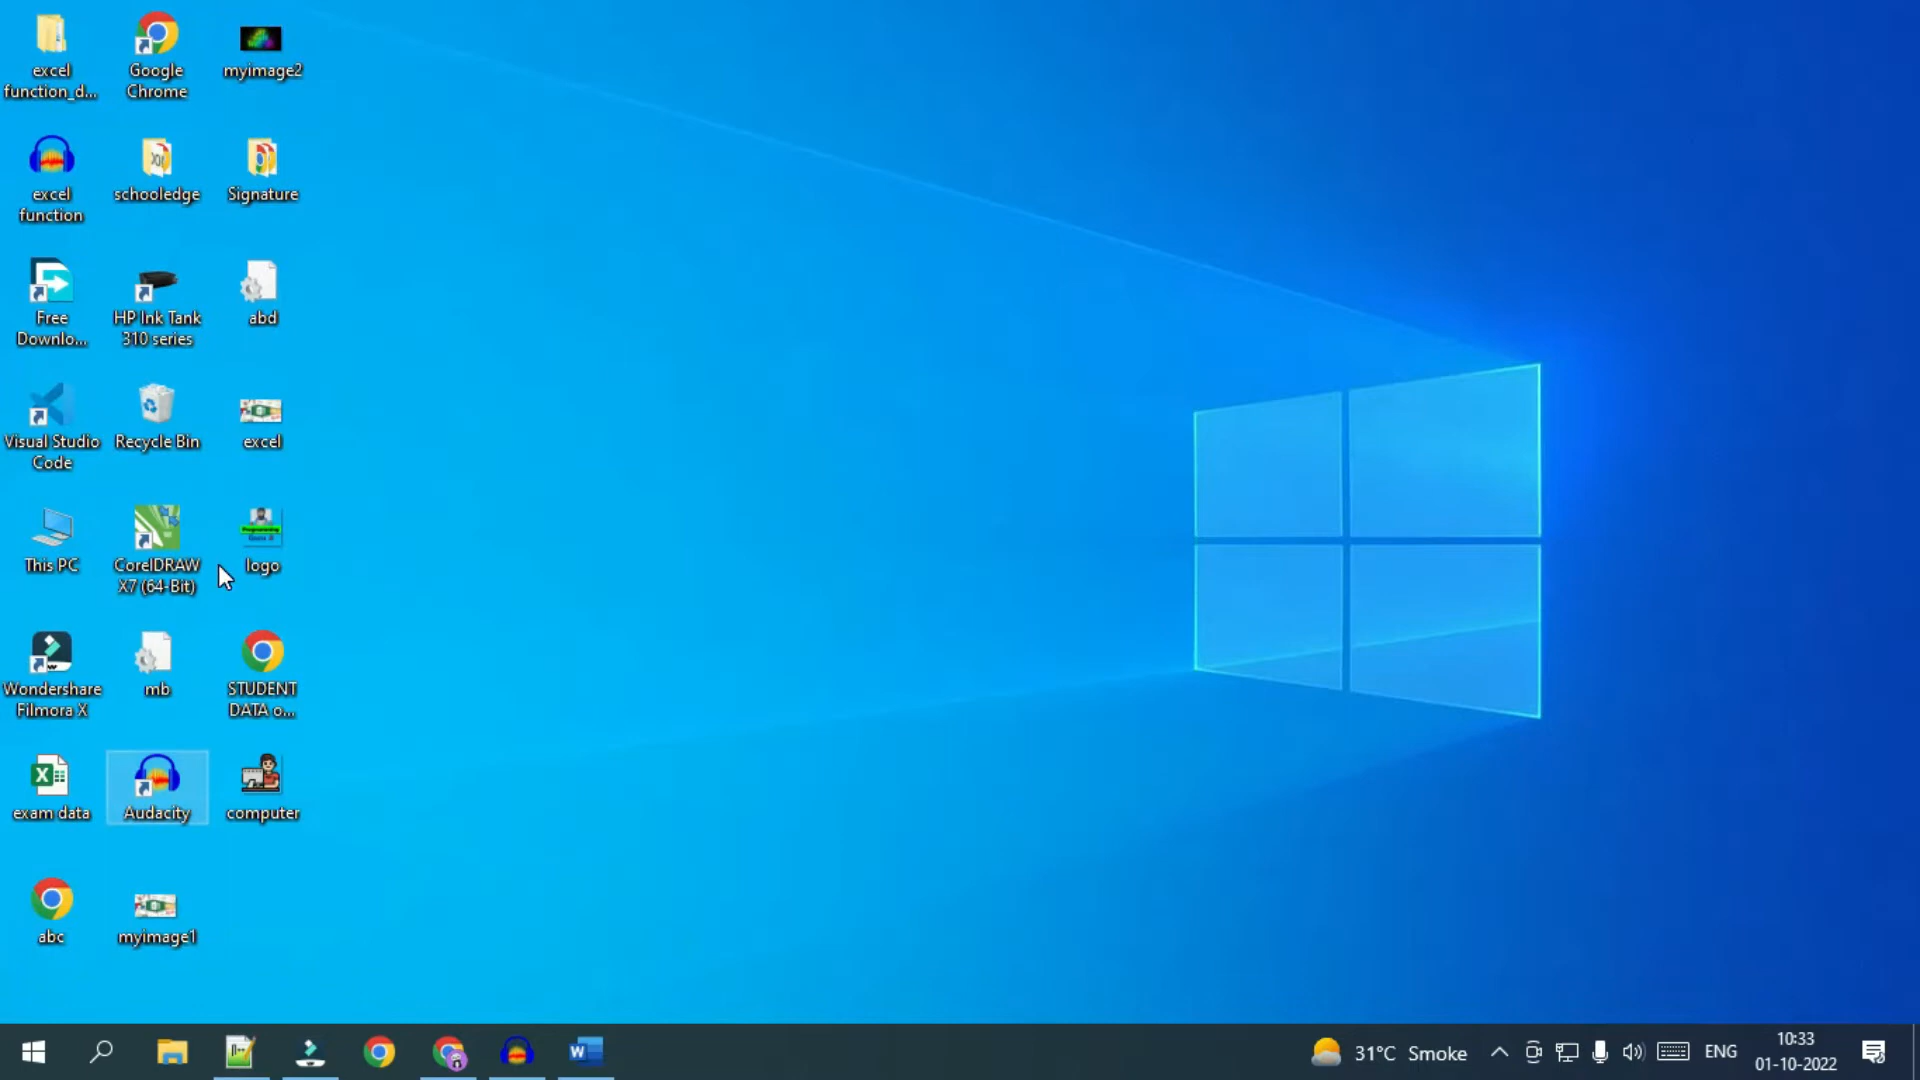 excel
function_d...
Google
Chrome
myimage2
excel
function
schooledge
Signature
Free
Downlo...
HP Ink Tank
310 series
abd
Visual Studio
Code
Recycle Bin
excel
This PC
CorelDRAW
X7 (64-Bit)
logo
Wondershare
Filmora X
mb
STUDENT
DATA o...
exam data
Audacity
computer
abc
myimage1
31°C Smoke
ENG
10:33
01-10-2022